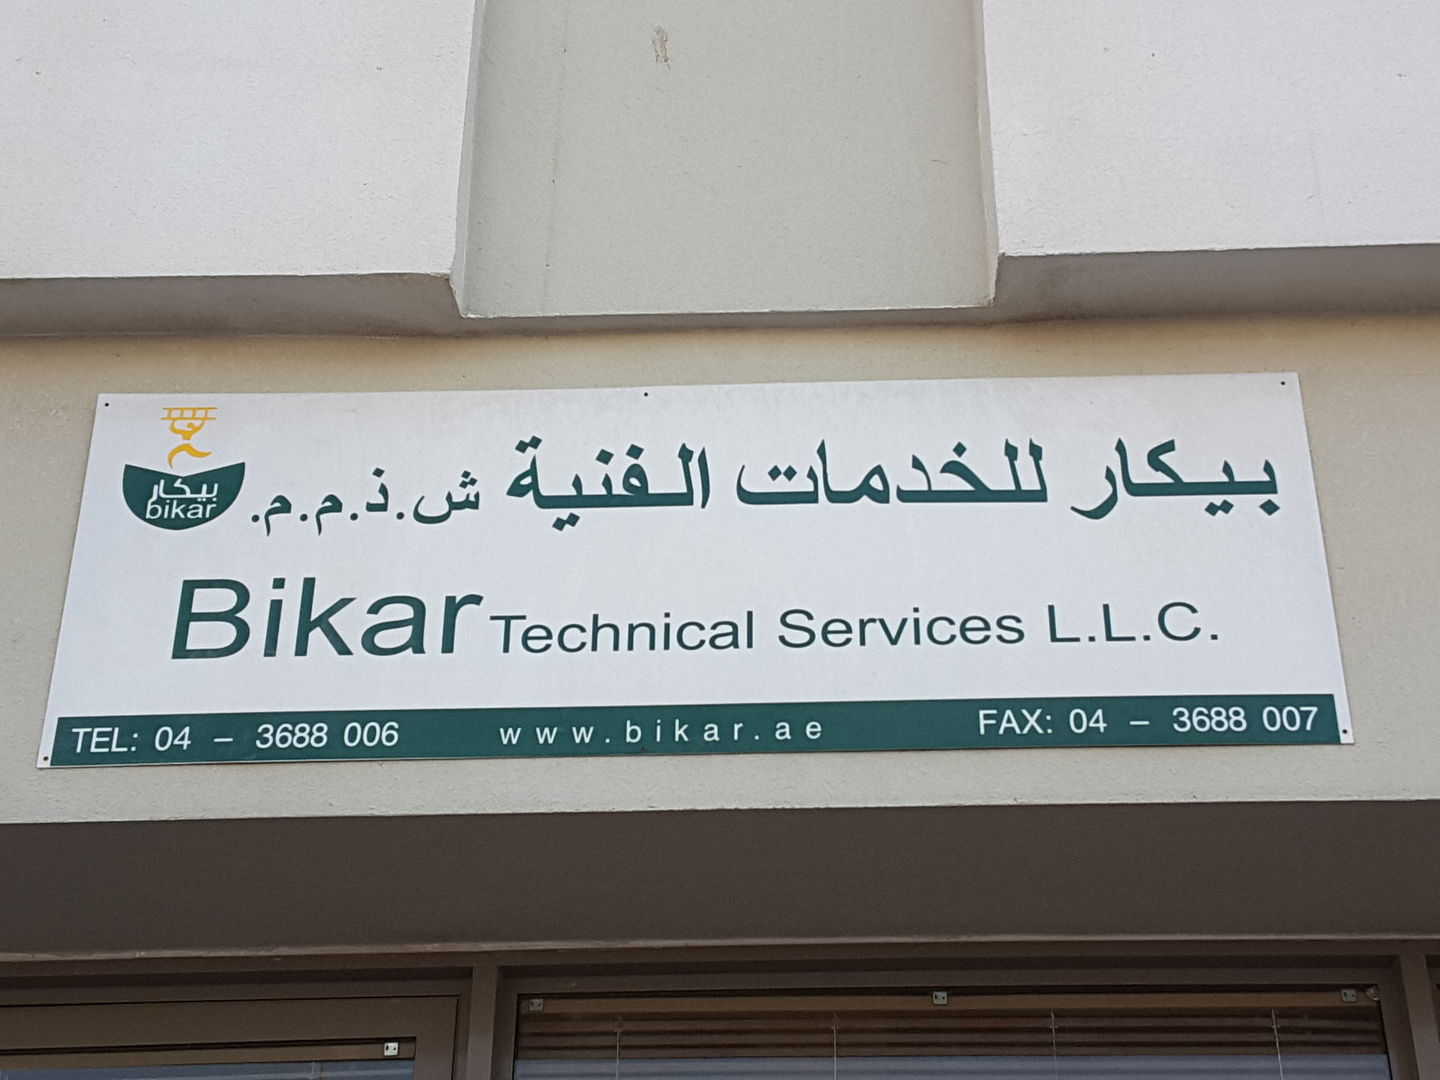 بيكار للخدمات الفنية ش.ذ.م.م.
بيكار
bikar
Bikar Technical Services L.L.C.
TEL: 04 – 3688 006 www.bikar.ae FAX: 04 – 3688 007